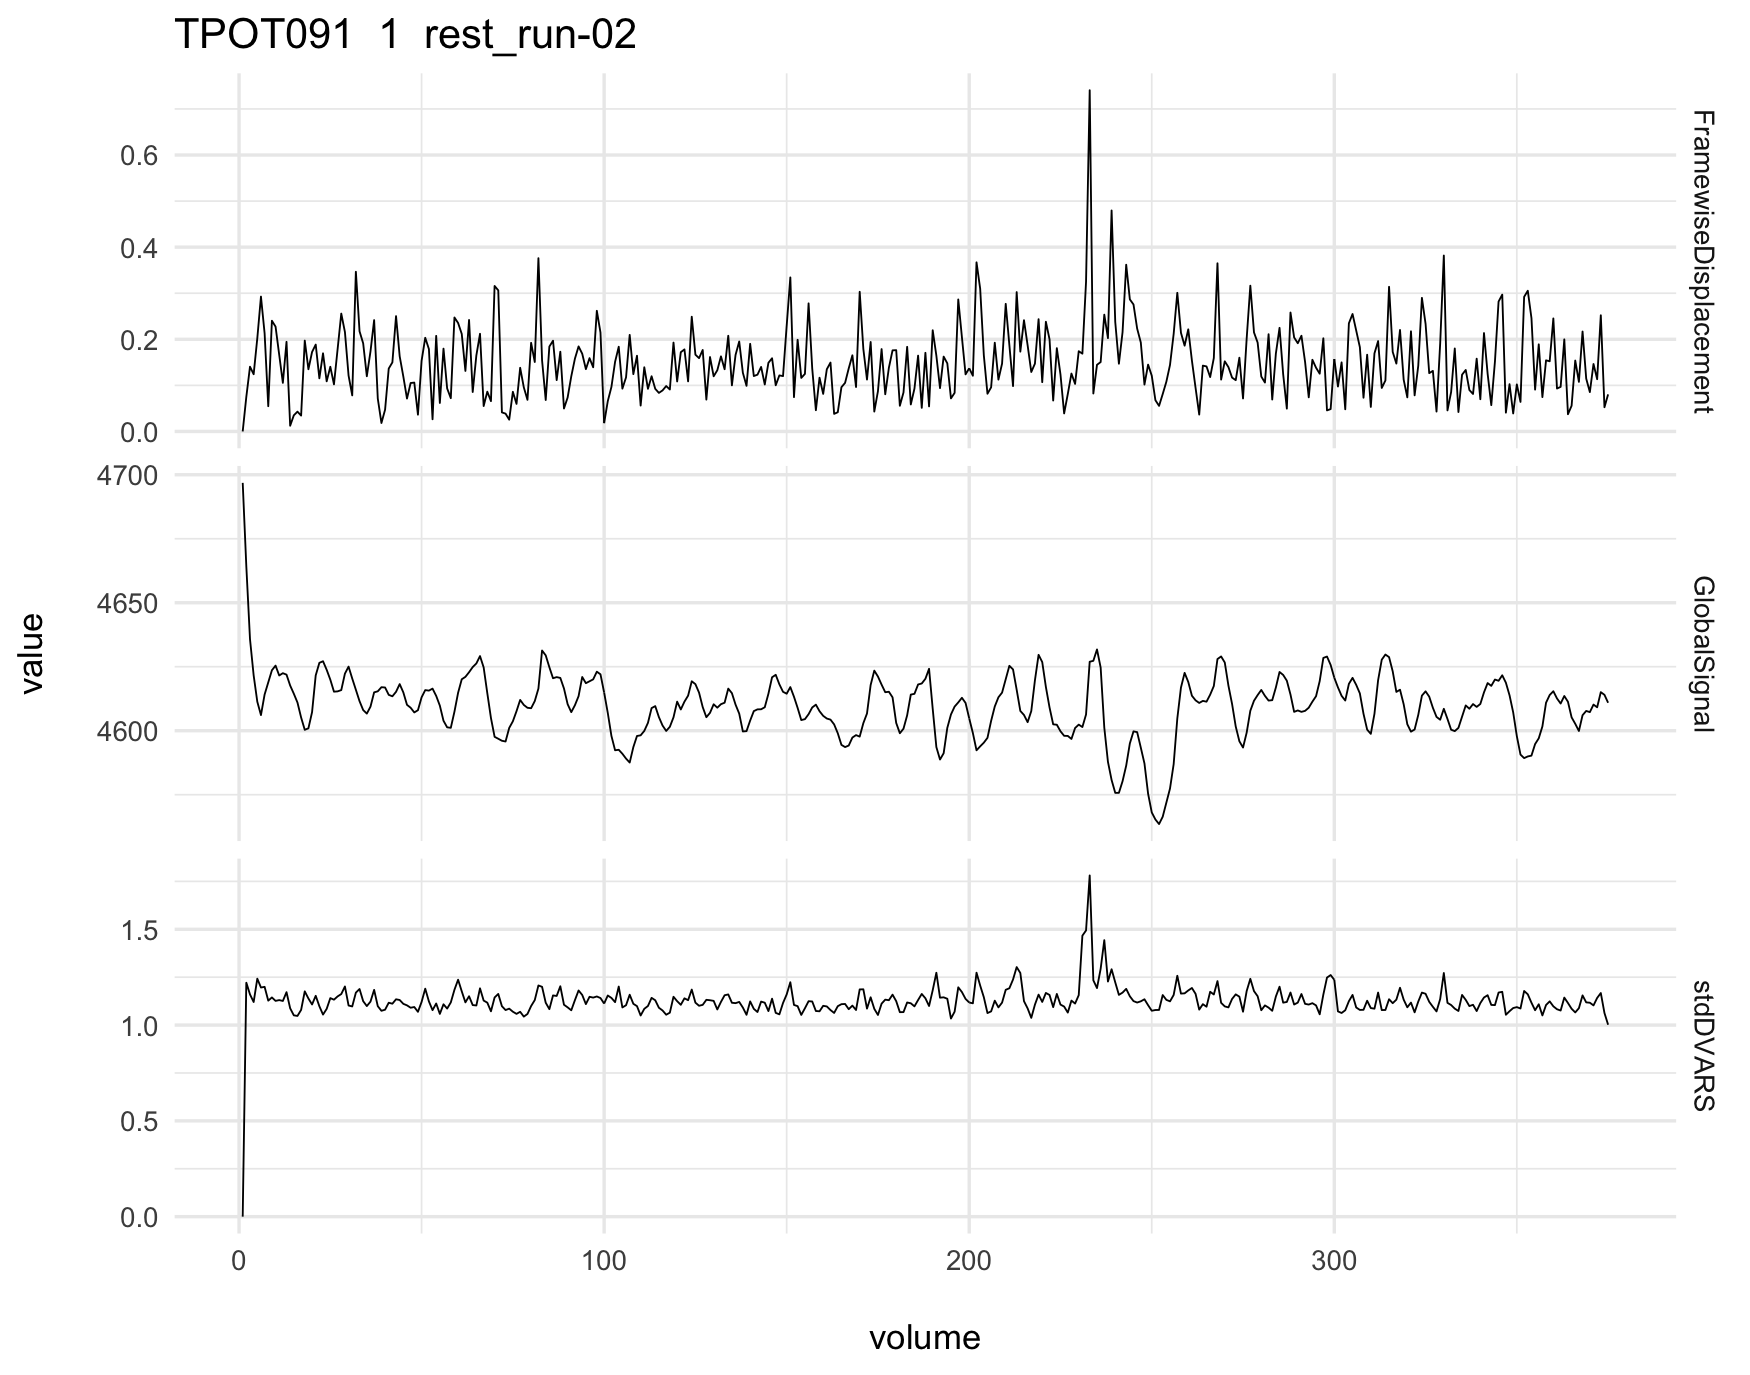 TPOT091 1 rest_run-02
0.6
0.4
0.2
0.0
FramewiseDisplacement
4700
4650
4600
GlobalSignal
value
1.5
1.0
0.5
0.0
stdDVARS
0 100 200 300
volume